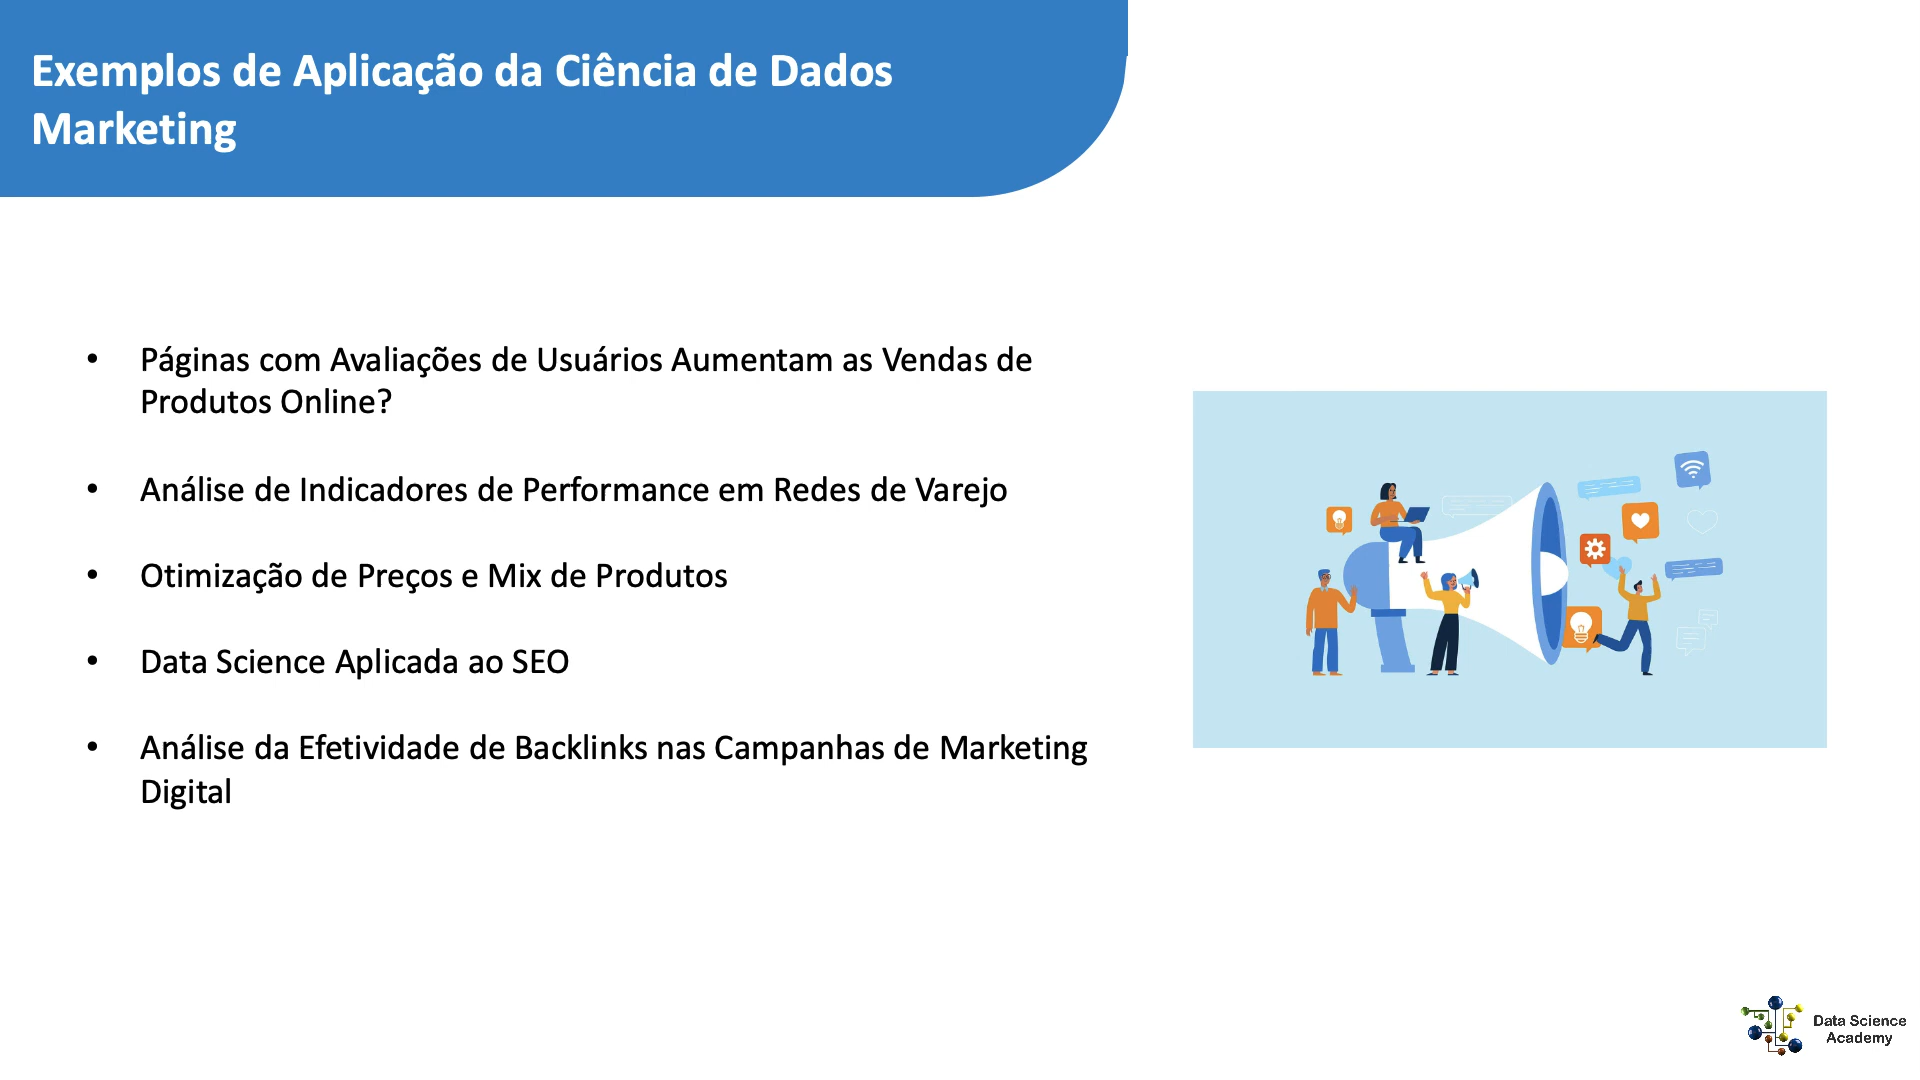 Exemplos de Aplicação da Ciência de Dados
Marketing
• Páginas com Avaliações de Usuários Aumentam as Vendas de
Produtos Online?
• Análise de Indicadores de Performance em Redes de Varejo
• Otimização de Preços e Mix de Produtos
• Data Science Aplicada ao SEO
• Análise da Efetividade de Backlinks nas Campanhas de Marketing
Digital
Data Science
Academy